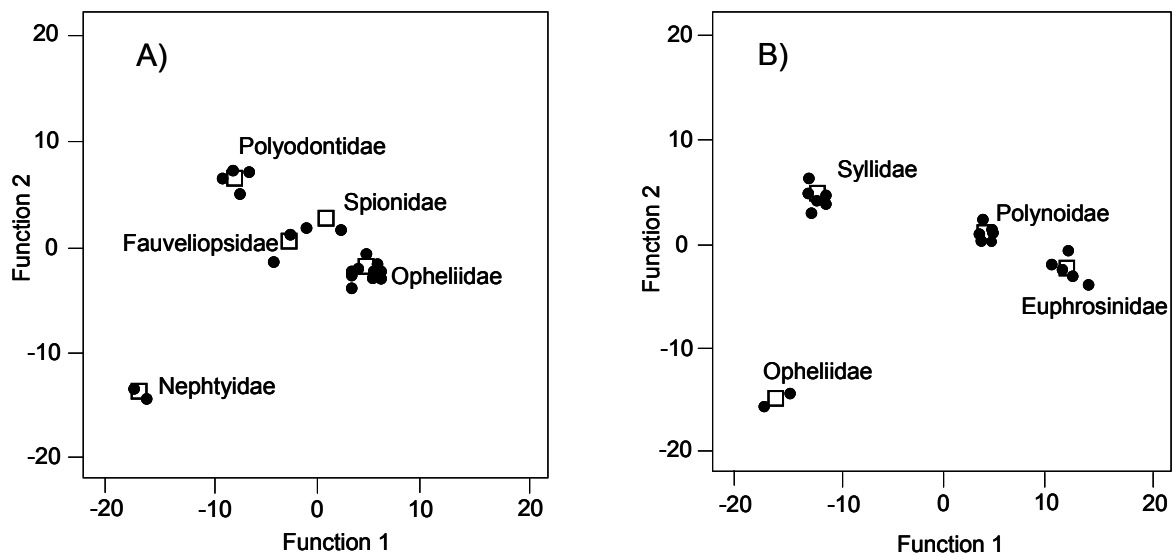 A)
20
10
0
-10
-20
Function 2
Polyodontidae
Spionidae
Fauveliopsidae
Opheliidae
Nephtyidae
-20 -10 0 10 20
Function 1
B)
20
10
0
-10
-20
Function 2
Syllidae
Polynoidae
Euphrosinidae
Opheliidae
-20 -10 0 10 20
Function 1